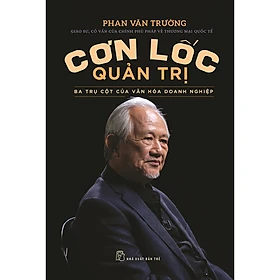 PHAN VĂN TRƯỜNG
GIÁO SƯ, CỐ VẤN CỦA CHÍNH PHỦ PHÁP VỀ THƯƠNG MẠI QUỐC TẾ
CƠN LỐC
QUẢN TRỊ
BA TRỤ CỘT CỦA VĂN HÓA DOANH NGHIỆP
NHÀ XUẤT BẢN TRẺ